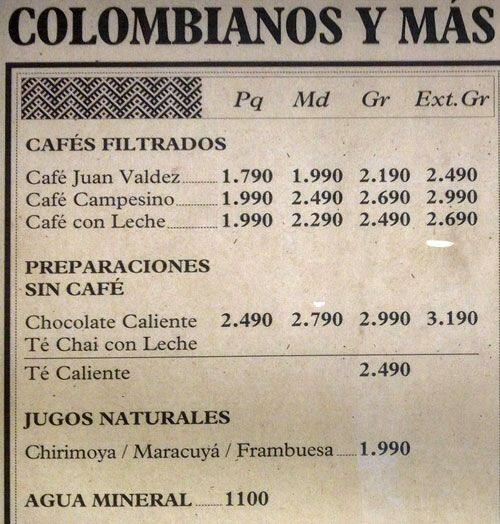 COLOMBIANOS Y MÁS
Pq Md Gr Ext.Gr
CAFÉS FILTRADOS
Café Juan Valdez 1.790 1.990 2.190 2.490
Café Campesino 1.990 2.490 2.690 2.990
Café con Leche 1.990 2.290 2.490 2.690
PREPARACIONES
SIN CAFÉ
Chocolate Caliente 2.490 2.790 2.990 3.190
Té Chai con Leche
Té Caliente 2.490
JUGOS NATURALES
Chirimoya / Maracuyá / Frambuesa 1.990
AGUA MINERAL 1100